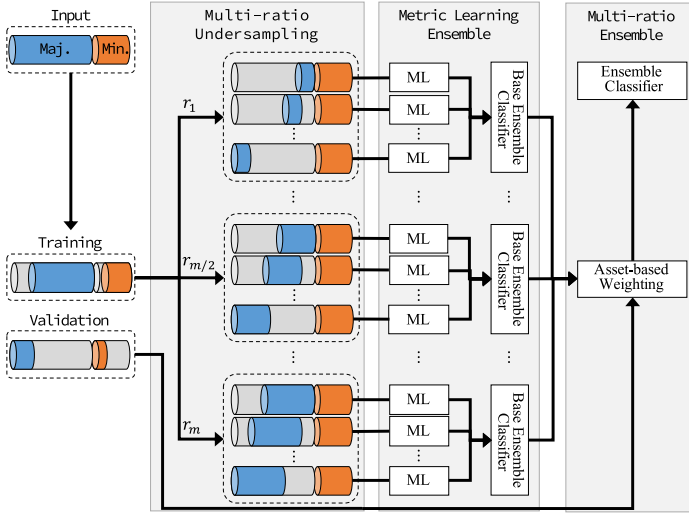 Input
Maj.
Min.
Training
Validation
Multi-ratio
Undersampling
r1
rm/2
rm
...
...
...
...
...
Metric Learning
Ensemble
ML
ML
...
ML
Base Ensemble
Classifier
...
...
ML
ML
...
ML
Base Ensemble
Classifier
...
...
ML
ML
...
ML
Base Ensemble
Classifier
Multi-ratio
Ensemble
Ensemble
Classifier
Asset-based
Weighting